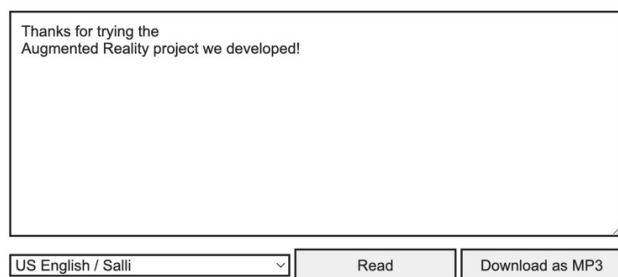 Thanks for trying the
Augmented Reality project we developed!
US English / Salli
Read
Download as MP3